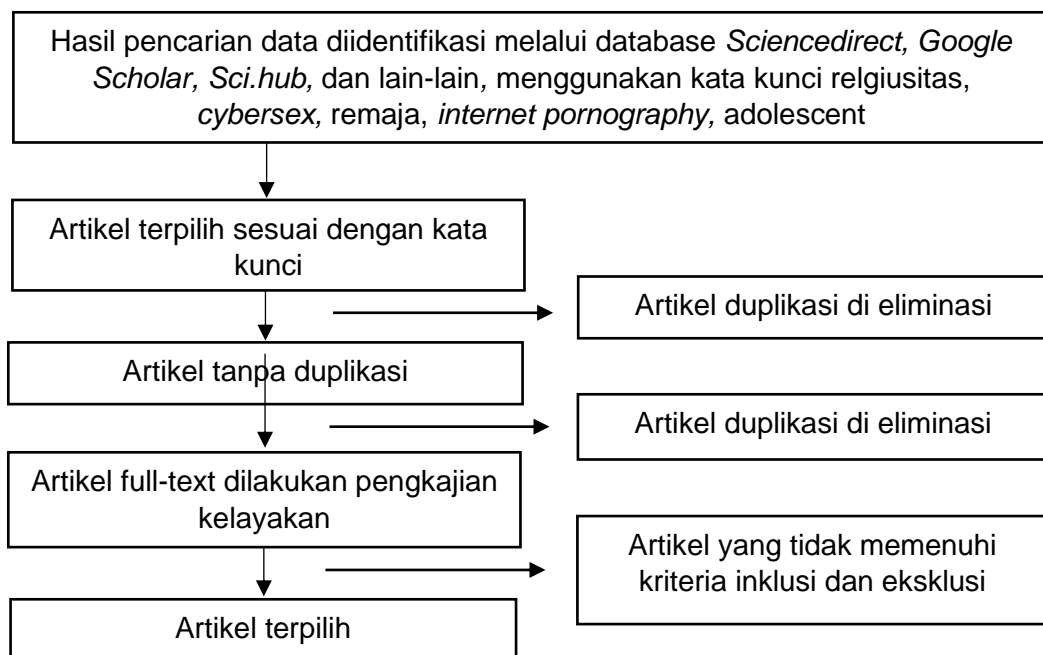 Hasil pencarian data diidentifikasi melalui database Sciencedirect, Google
Scholar, Sci.hub, dan lain-lain, menggunakan kata kunci relgiusitas,
cybersex, remaja, internet pornography, adolescent
Artikel terpilih sesuai dengan kata
kunci
Artikel duplikasi di eliminasi
Artikel tanpa duplikasi
Artikel duplikasi di eliminasi
Artikel full-text dilakukan pengkajian
kelayakan
Artikel yang tidak memenuhi
kriteria inklusi dan eksklusi
Artikel terpilih